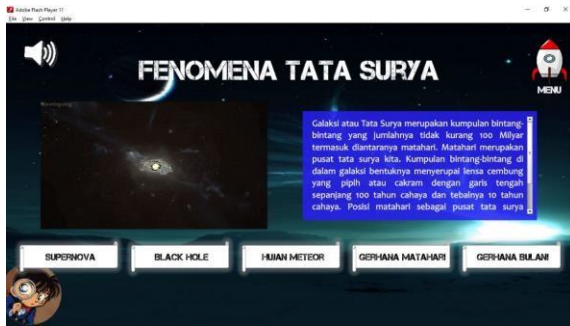 Adobe Flash Player 11
File View Control Help
FENOMENA TATA SURYA
MENU
Galaksi atau Tata Surya merupakan kumpulan bintang-
bintang yang jumlahnya tidak kurang 100 Milyar
termasuk diantaranya matahari. Matahari merupakan
pusat tata surya kita. Kumpulan bintang-bintang di
dalam galaksi bentuknya menyerupai lensa cembung
yang pipih atau cakram dengan garis tengah
sepanjang 100 tahun cahaya dan tebalnya 10 tahun
cahaya. Posisi matahari sebagai pusat tata surya
SUPERNOVA
BLACK HOLE
HUJAN METEOR
GERHANA MATAHARI
GERHANA BULAN